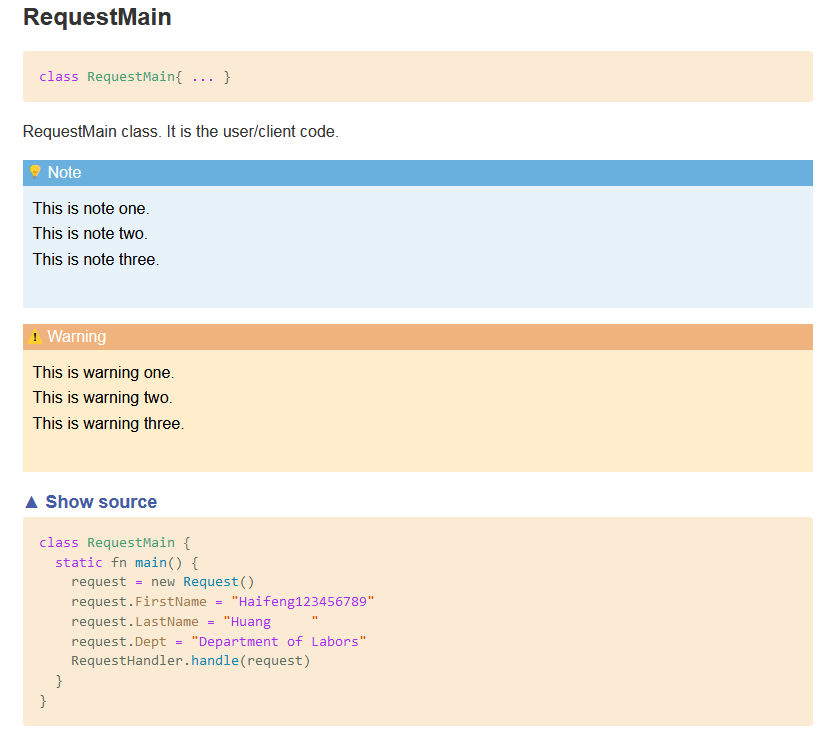 RequestMain
class RequestMain{ ... }
RequestMain class. It is the user/client code.
💡 Note
This is note one.
This is note two.
This is note three.
⚠ Warning
This is warning one.
This is warning two.
This is warning three.
▲ Show source
class RequestMain {
  static fn main() {
    request = new Request()
    request.FirstName = "Haifeng123456789"
    request.LastName = "Huang     "
    request.Dept = "Department of Labors"
    RequestHandler.handle(request)
  }
}